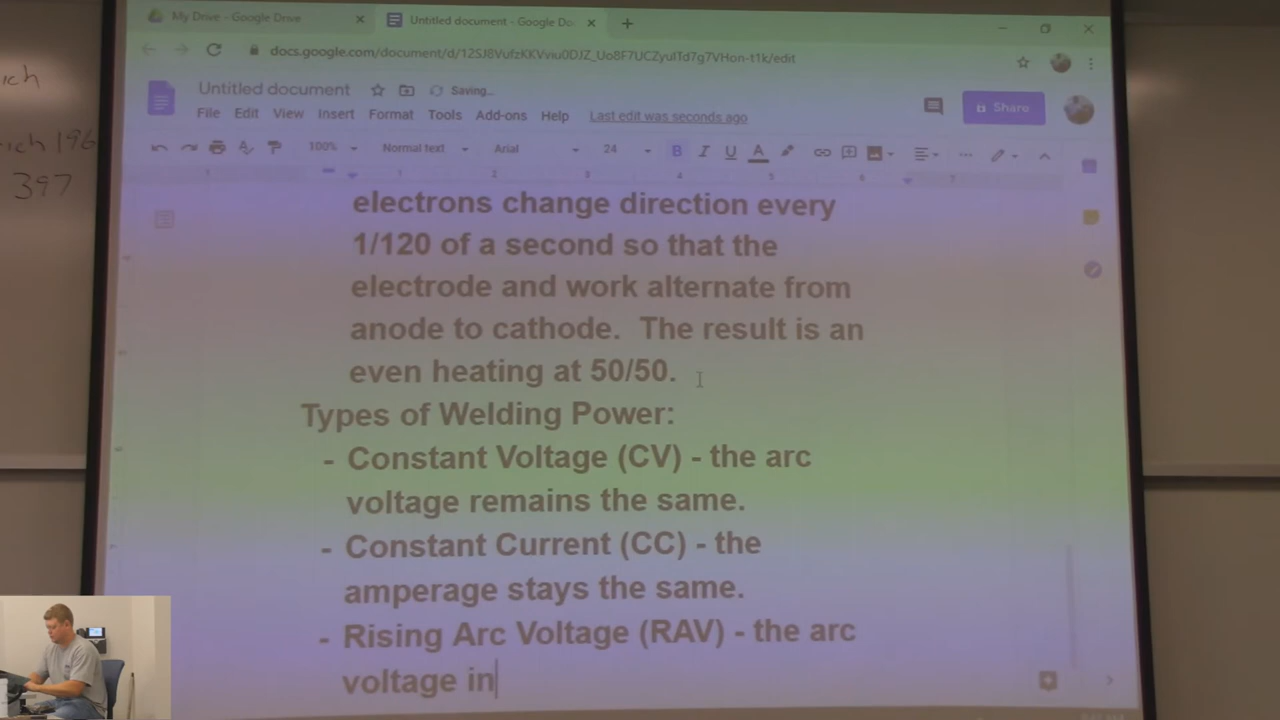 My Drive - Google Drive
Untitled document - Google Do
docs.google.com/document/d/12SJ8VufzKKVviu0DJZ_Uo8F7UCZyuITd7g7VHon-t1k/edit
Untitled document
Saving...
File Edit View Insert Format Tools Add-ons Help Last edit was seconds ago
Share
100% Normal text Arial 24 B I U A
electrons change direction every
1/120 of a second so that the
electrode and work alternate from
anode to cathode. The result is an
even heating at 50/50.
Types of Welding Power:
- Constant Voltage (CV) - the arc
voltage remains the same.
- Constant Current (CC) - the
amperage stays the same.
- Rising Arc Voltage (RAV) - the arc
voltage in
397